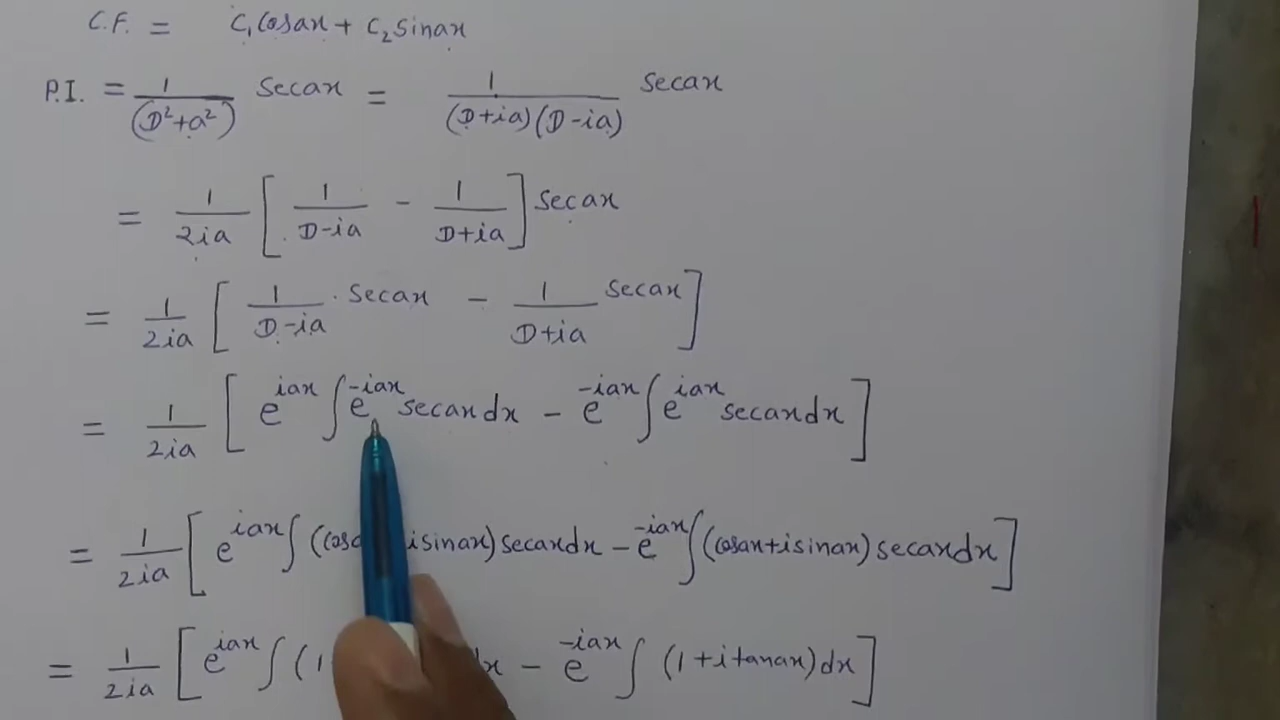 C.F. = C₁cosax + C₂sinax
P.I. = 1/(D²+a²) secax = 1/(D+ia)(D-ia) secax
= 1/2ia [ 1/D-ia - 1/D+ia ] secax
= 1/2ia [ 1/D-ia · secax - 1/D+ia secax ]
= 1/2ia [ e^iax ∫ e^-iax secax dx - e^-iax ∫ e^iax secax dx ]
= 1/2ia [ e^iax ∫ ( isinax) secax dx - e^-iax ∫ (cosax+isinax) secax dx ]
= 1/2ia [ e^iax ∫ (1 dx - e^-iax ∫ (1+itanax) dx ]